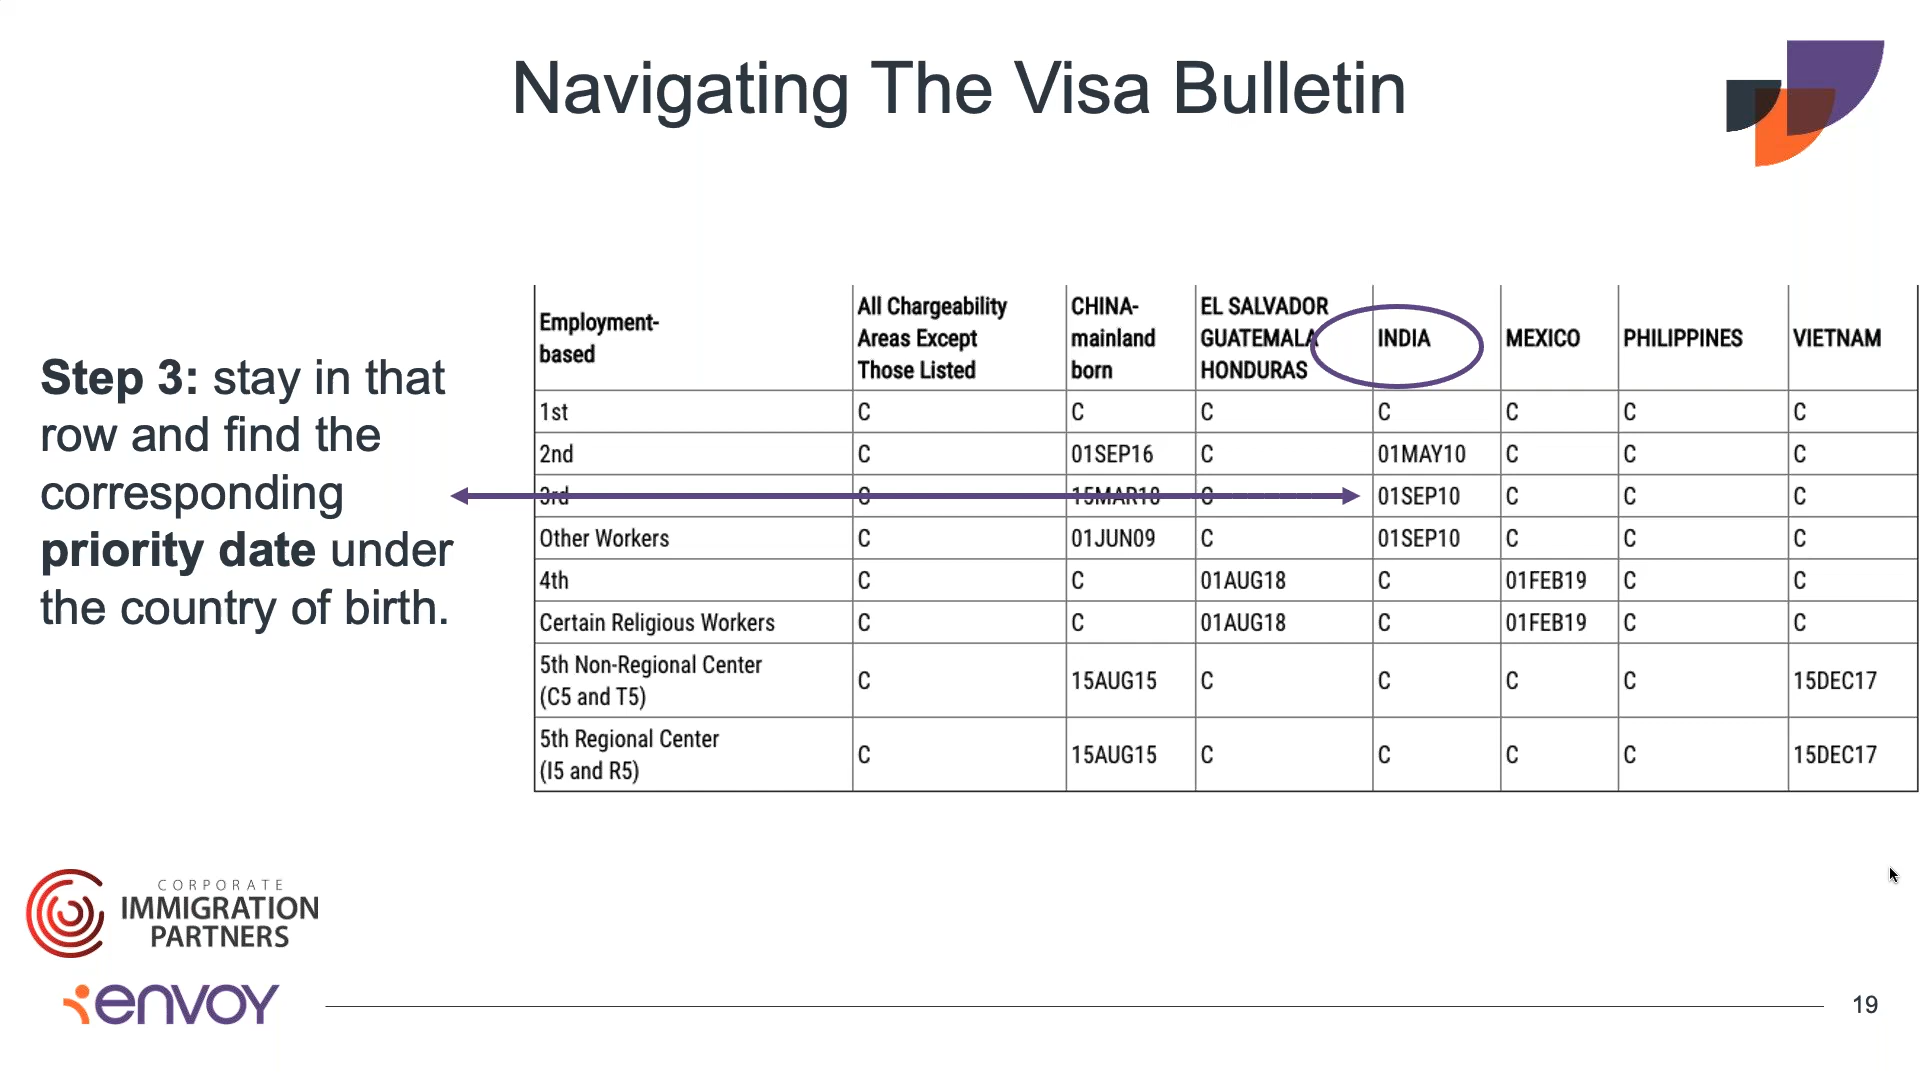 Navigating The Visa Bulletin
Step 3: stay in that
row and find the
corresponding
priority date under
the country of birth.
Employment-
based
All Chargeability
Areas Except
Those Listed
CHINA-
mainland
born
EL SALVADOR
GUATEMALA
HONDURAS
INDIA
MEXICO
PHILIPPINES
VIETNAM
1st C C C C C C C
2nd C 01SEP16 C 01MAY10 C C C
3rd C 15MAR18 C 01SEP10 C C C
Other Workers C 01JUN09 C 01SEP10 C C C
4th C C 01AUG18 C 01FEB19 C C
Certain Religious Workers C C 01AUG18 C 01FEB19 C C
5th Non-Regional Center
(C5 and T5)
C 15AUG15 C C C C 15DEC17
5th Regional Center
(I5 and R5)
C 15AUG15 C C C C 15DEC17
CORPORATE
IMMIGRATION
PARTNERS
envoy
19